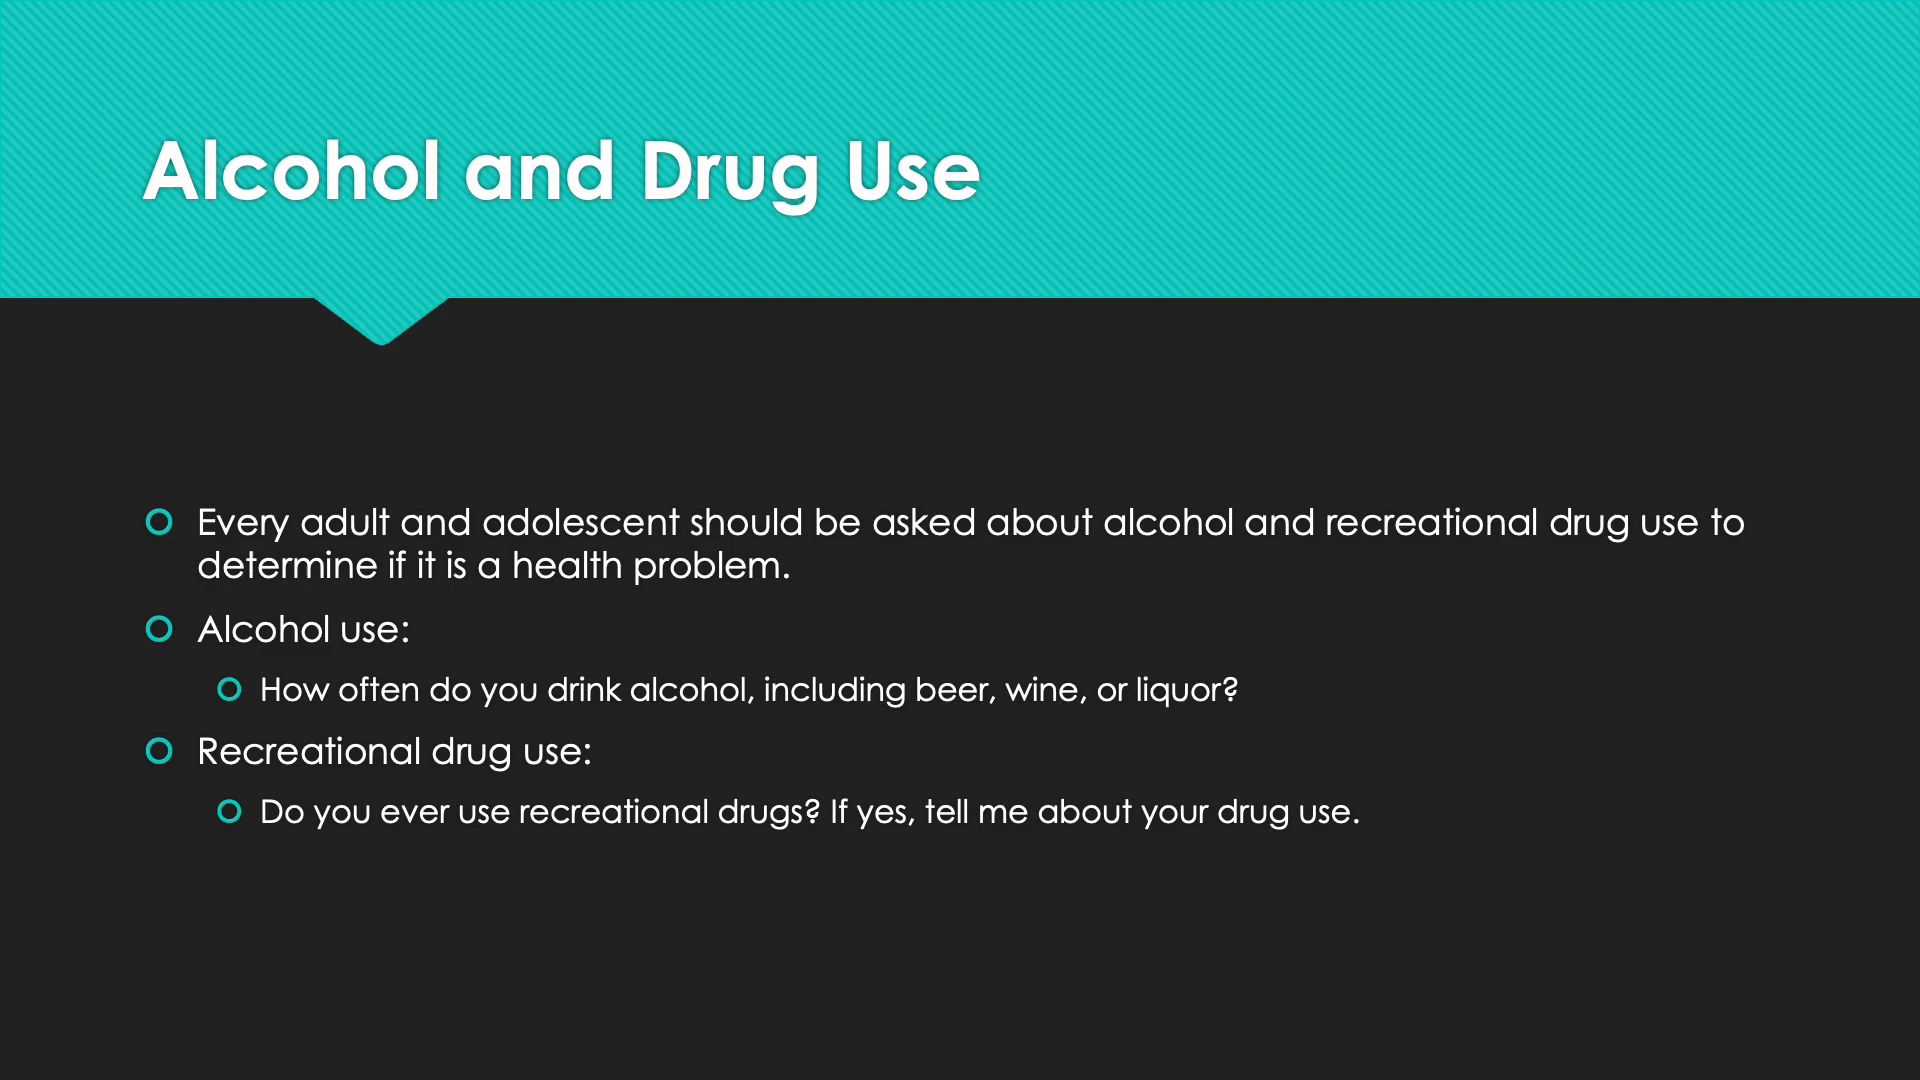 Alcohol and Drug Use
Every adult and adolescent should be asked about alcohol and recreational drug use to
determine if it is a health problem.
Alcohol use:
How often do you drink alcohol, including beer, wine, or liquor?
Recreational drug use:
Do you ever use recreational drugs? If yes, tell me about your drug use.